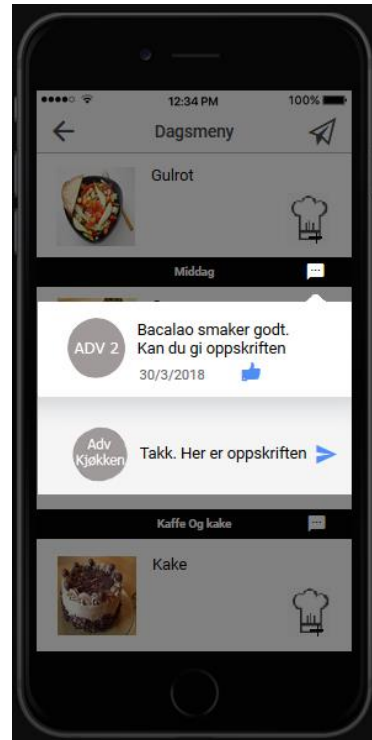 12:34 PM
100%
Dagsmeny
Gulrot
Middag
ADV 2
Bacalao smaker godt.
Kan du gi oppskriften
30/3/2018
Adv
Kjøkken
Takk. Her er oppskriften
Kaffe Og kake
Kake